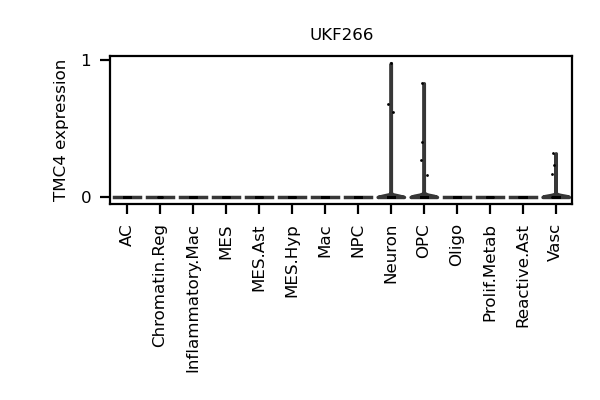 UKF266
TMC4 expression
1
0
AC
Chromatin.Reg
Inflammatory.Mac
MES
MES.Ast
MES.Hyp
Mac
NPC
Neuron
OPC
Oligo
Prolif.Metab
Reactive.Ast
Vasc